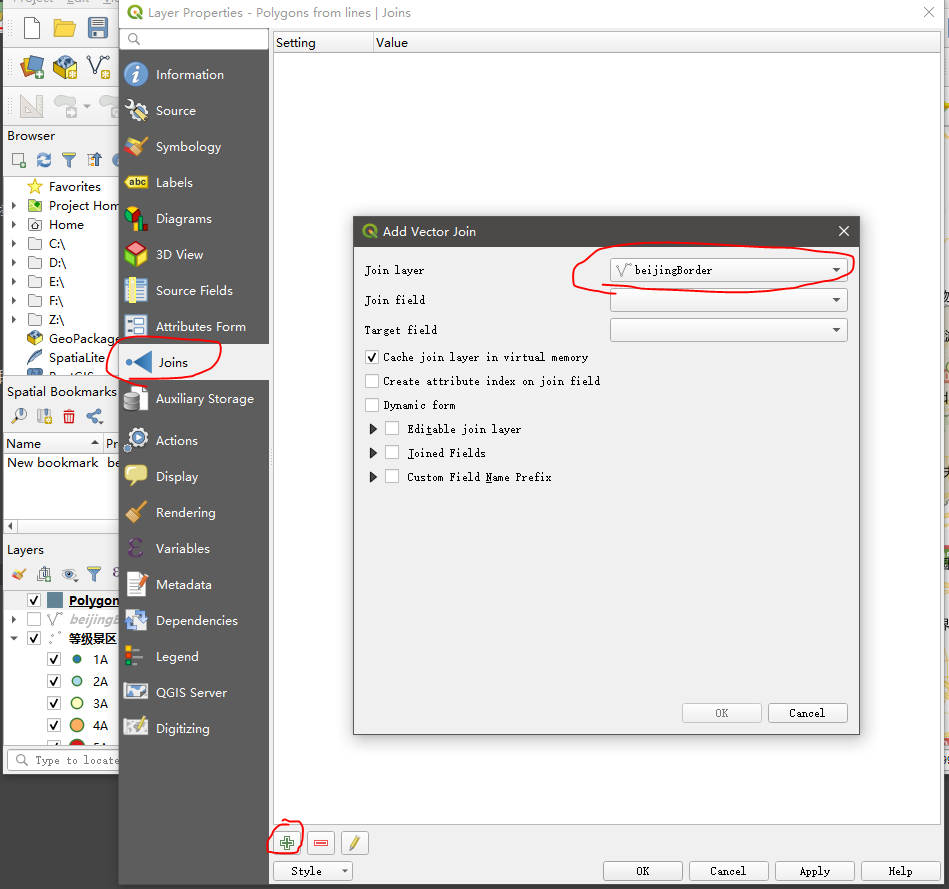 Project Edit
Layer Properties - Polygons from lines | Joins
Information
Source
Symbology
abc Labels
Diagrams
3D View
Source Fields
Attributes Form
Joins
Auxiliary Storage
Actions
Display
Rendering
Variables
Metadata
Dependencies
Legend
QGIS Server
Digitizing
Browser
Favorites
Project Hom
Home
C:\
D:\
E:\
F:\
Z:\
GeoPackage
SpatiaLite
PostGIS
Spatial Bookmarks
Name Pr
New bookmark be
Layers
Polygon
beijingB
等级景区
1A
2A
3A
4A
5A
Type to locate
Setting Value
Add Vector Join
Join layer beijingBorder
Join field
Target field
Cache join layer in virtual memory
Create attribute index on join field
Dynamic form
Editable join layer
Joined Fields
Custom Field Name Prefix
OK Cancel
Style OK Cancel Apply Help